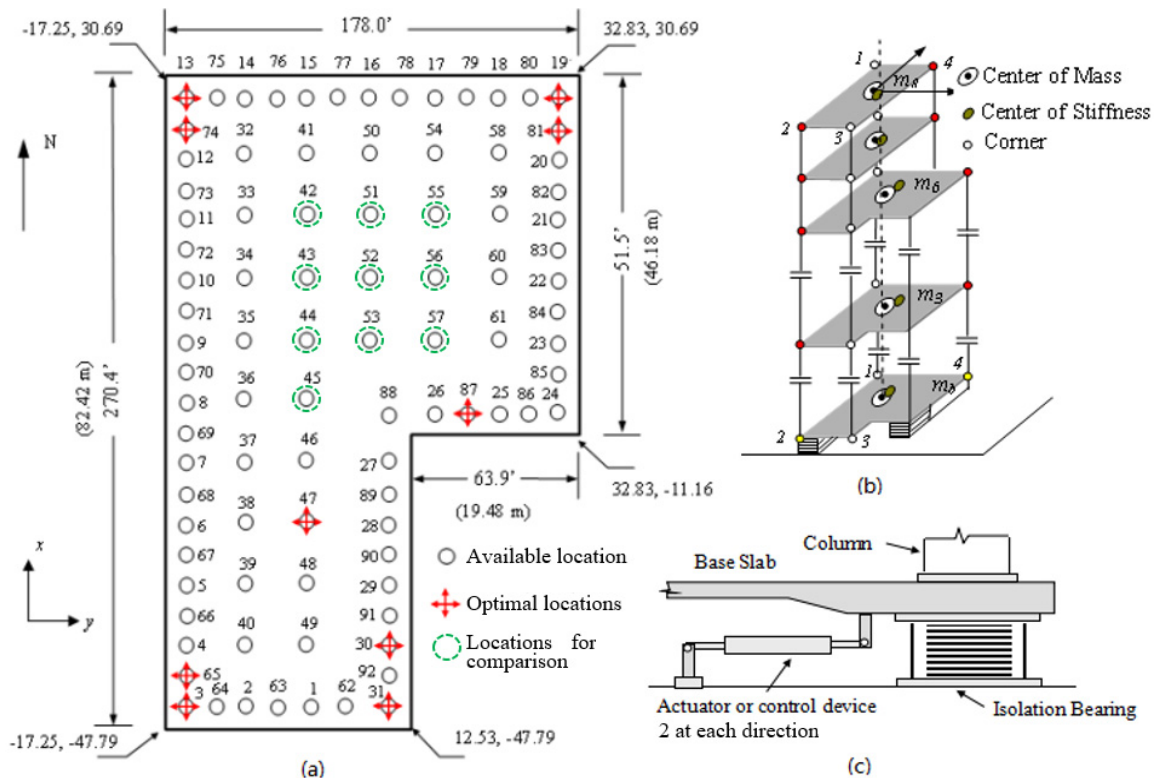 178.0'
-17.25, 30.69
32.83, 30.69
13 75 14 76 15 77 16 78 17 79 18 80 19
N
74 32 41 50 54 58 81
12 20
73 33 42 51 55 59 82
11 21
72 34 43 52 56 60 83
10 22
71 35 44 53 57 61 84
9 23
70 36 45 85
8 88 26 87 25 86 24
69 37 46
7 27
68 38 47 89
6 28
67 39 48 90
5 29
66 40 49 91
4 30
65 92
3 64 2 63 1 62 31
270.4'
(82.42 m)
51.5'
(46.18 m)
63.9'
(19.48 m)
32.83, -11.16
x
y
Available location
Optimal locations
Locations for
comparison
-17.25, -47.79
12.53, -47.79
(a)
1
4
m8
2
3
m6
m3
1
4
mb
2
3
Center of Mass
Center of Stiffness
Corner
(b)
Column
Base Slab
Actuator or control device
2 at each direction
Isolation Bearing
(c)